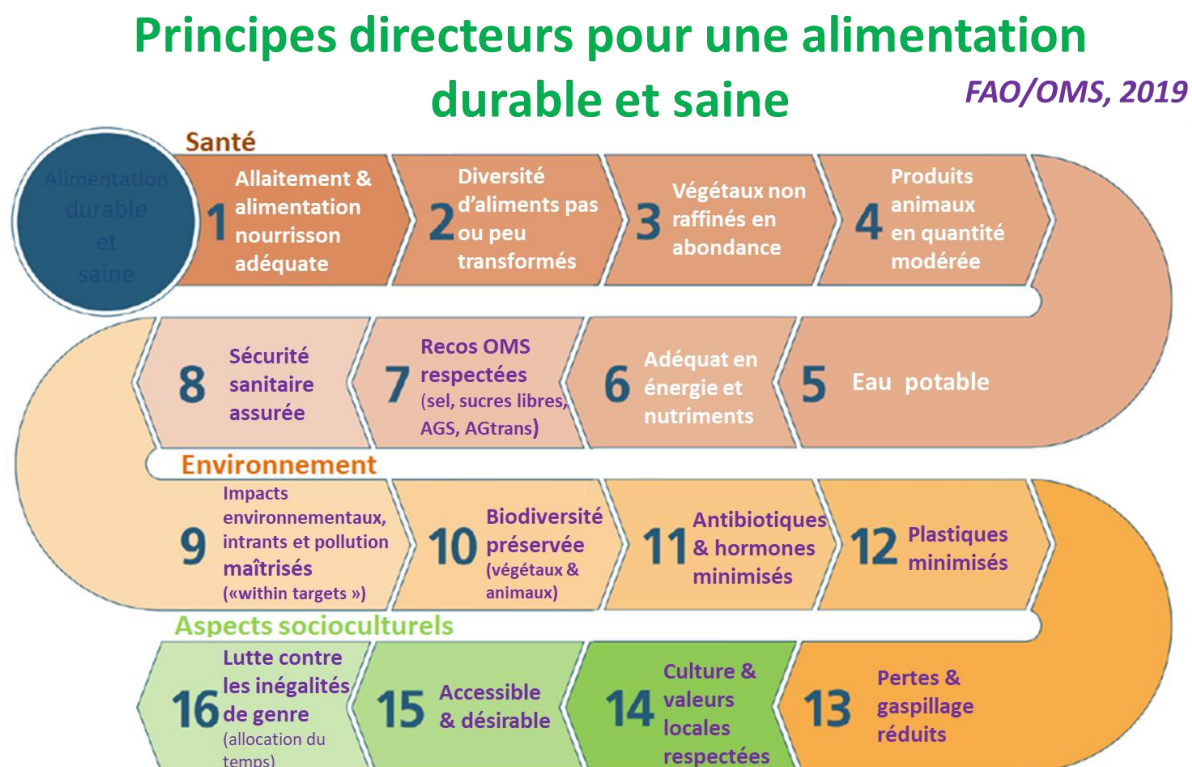 Principes directeurs pour une alimentation
durable et saine
FAO/OMS, 2019
Santé
Alimentation
durable
et
saine
1
Allaitement &
alimentation
nourrisson
adéquate
2
Diversité
d'aliments pas
ou peu
transformés
3
Végétaux non
raffinés en
abondance
4
Produits
animaux
en quantité
modérée
5
Eau potable
6
Adéquat en
énergie et
nutriments
7
Recos OMS
respectées
(sel, sucres libres,
AGS, AGtrans)
8
Sécurité
sanitaire
assurée
Environnement
9
Impacts
environnementaux,
intrants et pollution
maîtrisés
(«within targets »)
10
Biodiversité
préservée
(végétaux &
animaux)
11
Antibiotiques
& hormones
minimisés
12
Plastiques
minimisés
13
Pertes &
gaspillage
réduits
Aspects socioculturels
14
Culture &
valeurs
locales
respectées
15
Accessible
& désirable
16
Lutte contre
les inégalités
de genre
(allocation du
temps)